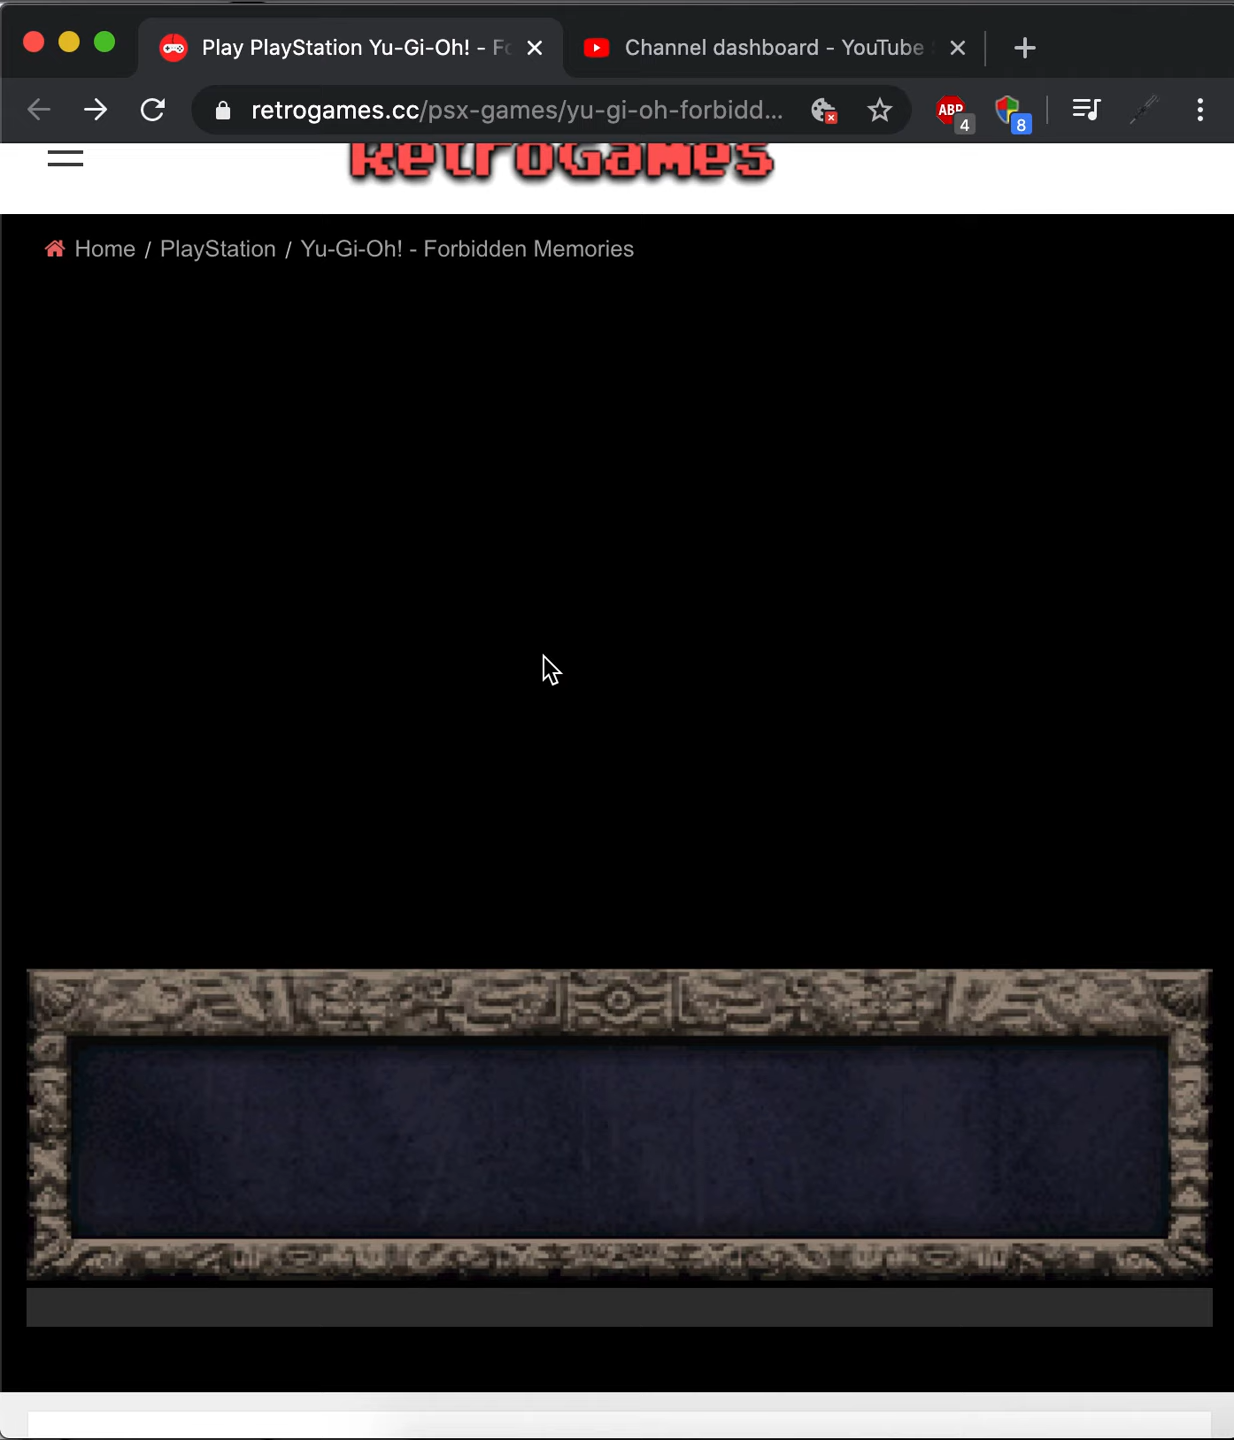 Play PlayStation Yu-Gi-Oh! - Fo
Channel dashboard - YouTube
retrogames.cc/psx-games/yu-gi-oh-forbidd...
ABP
4
8
RetroGames
Home / PlayStation / Yu-Gi-Oh! - Forbidden Memories